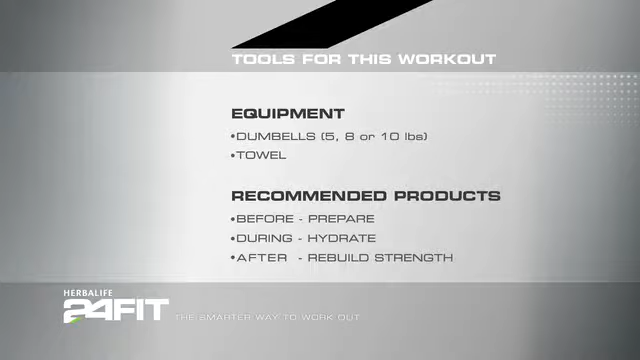 TOOLS FOR THIS WORKOUT
EQUIPMENT
•DUMBELLS (5, 8 or 10 lbs)
•TOWEL
RECOMMENDED PRODUCTS
•BEFORE - PREPARE
•DURING - HYDRATE
•AFTER - REBUILD STRENGTH
HERBALIFE
24FIT
THE SMARTER WAY TO WORK OUT